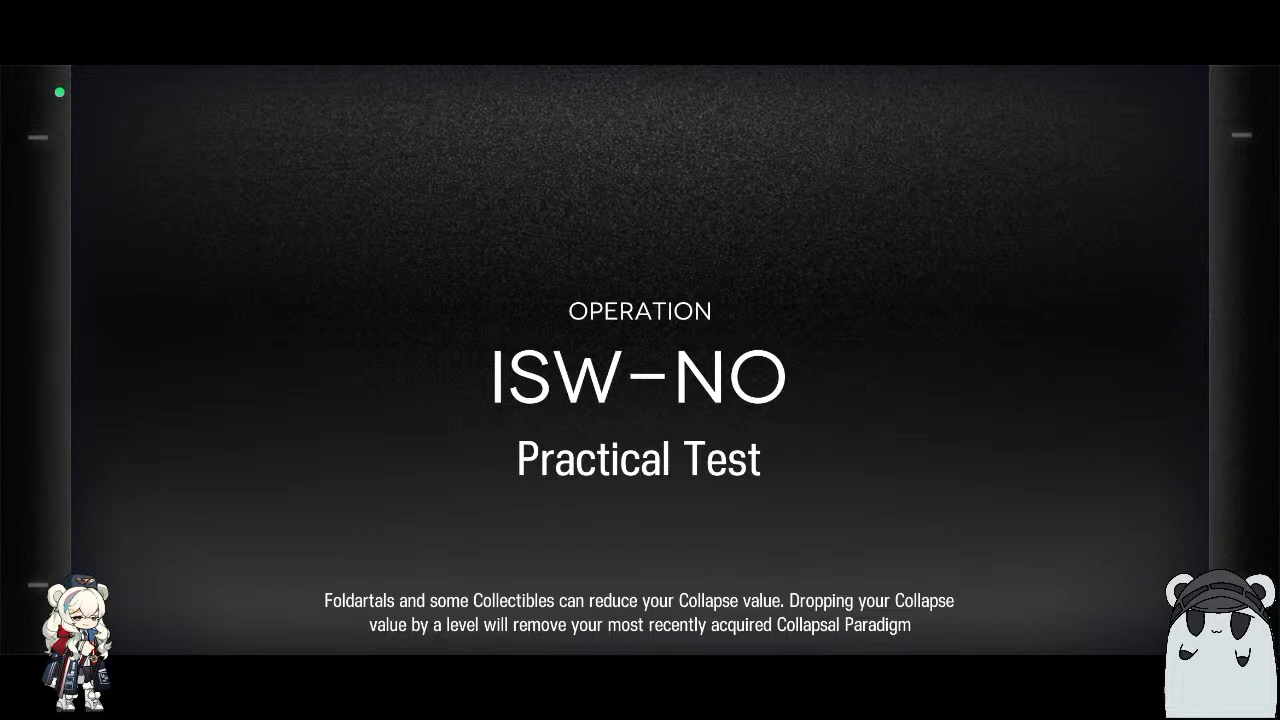 OPERATION
ISW-NO
Practical Test
Foldartals and some Collectibles can reduce your Collapse value. Dropping your Collapse
value by a level will remove your most recently acquired Collapsal Paradigm